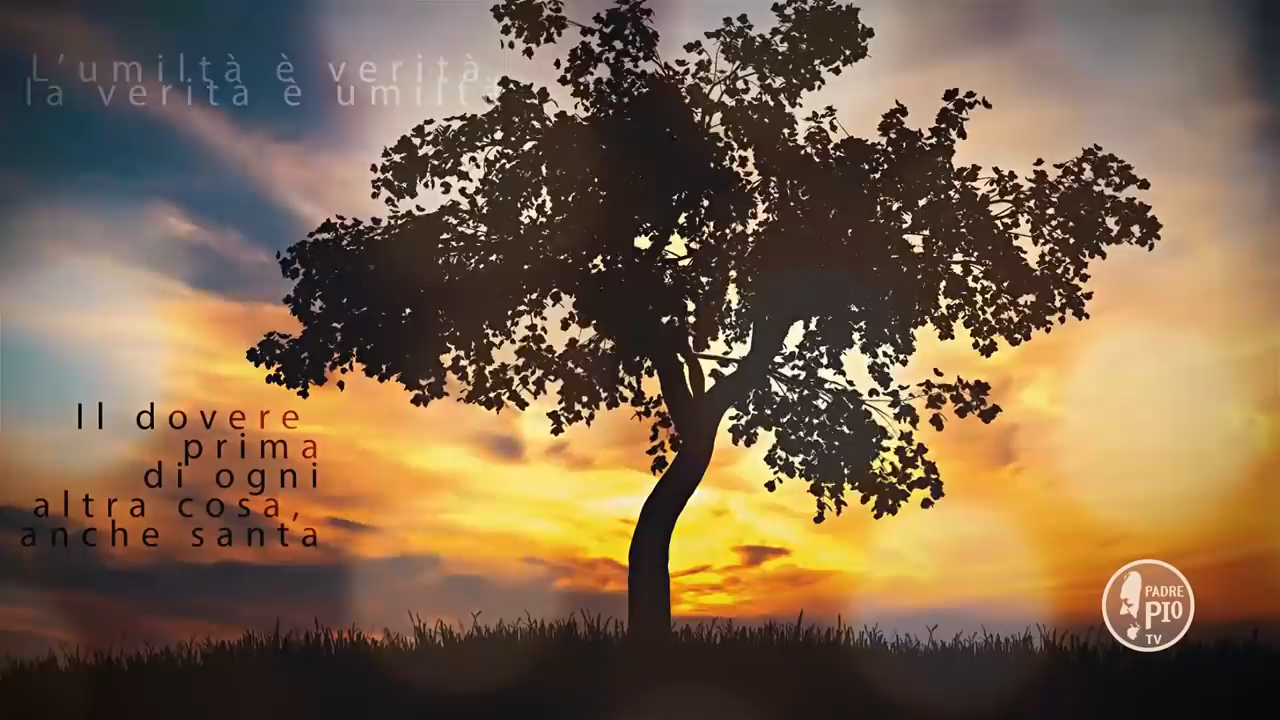 L'umiltà è verità,
la verità è umiltà
Il dovere
prima
di ogni
altra cosa,
anche santa
PADRE
PIO
TV